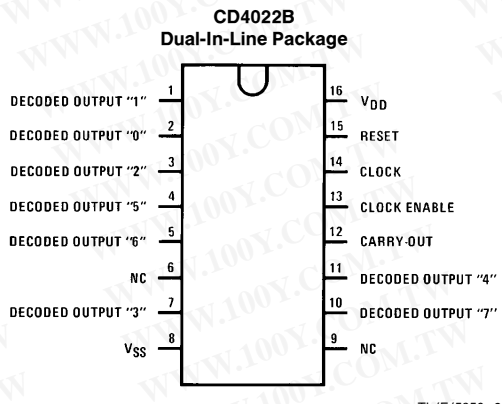 CD4022B
Dual-In-Line Package
DECODED OUTPUT "1" 1
DECODED OUTPUT "0" 2
DECODED OUTPUT "2" 3
DECODED OUTPUT "5" 4
DECODED OUTPUT "6" 5
NC 6
DECODED OUTPUT "3" 7
VSS 8
16 VDD
15 RESET
14 CLOCK
13 CLOCK ENABLE
12 CARRY-OUT
11 DECODED OUTPUT "4"
10 DECODED OUTPUT "7"
9 NC
WWW.100Y.COM.TW